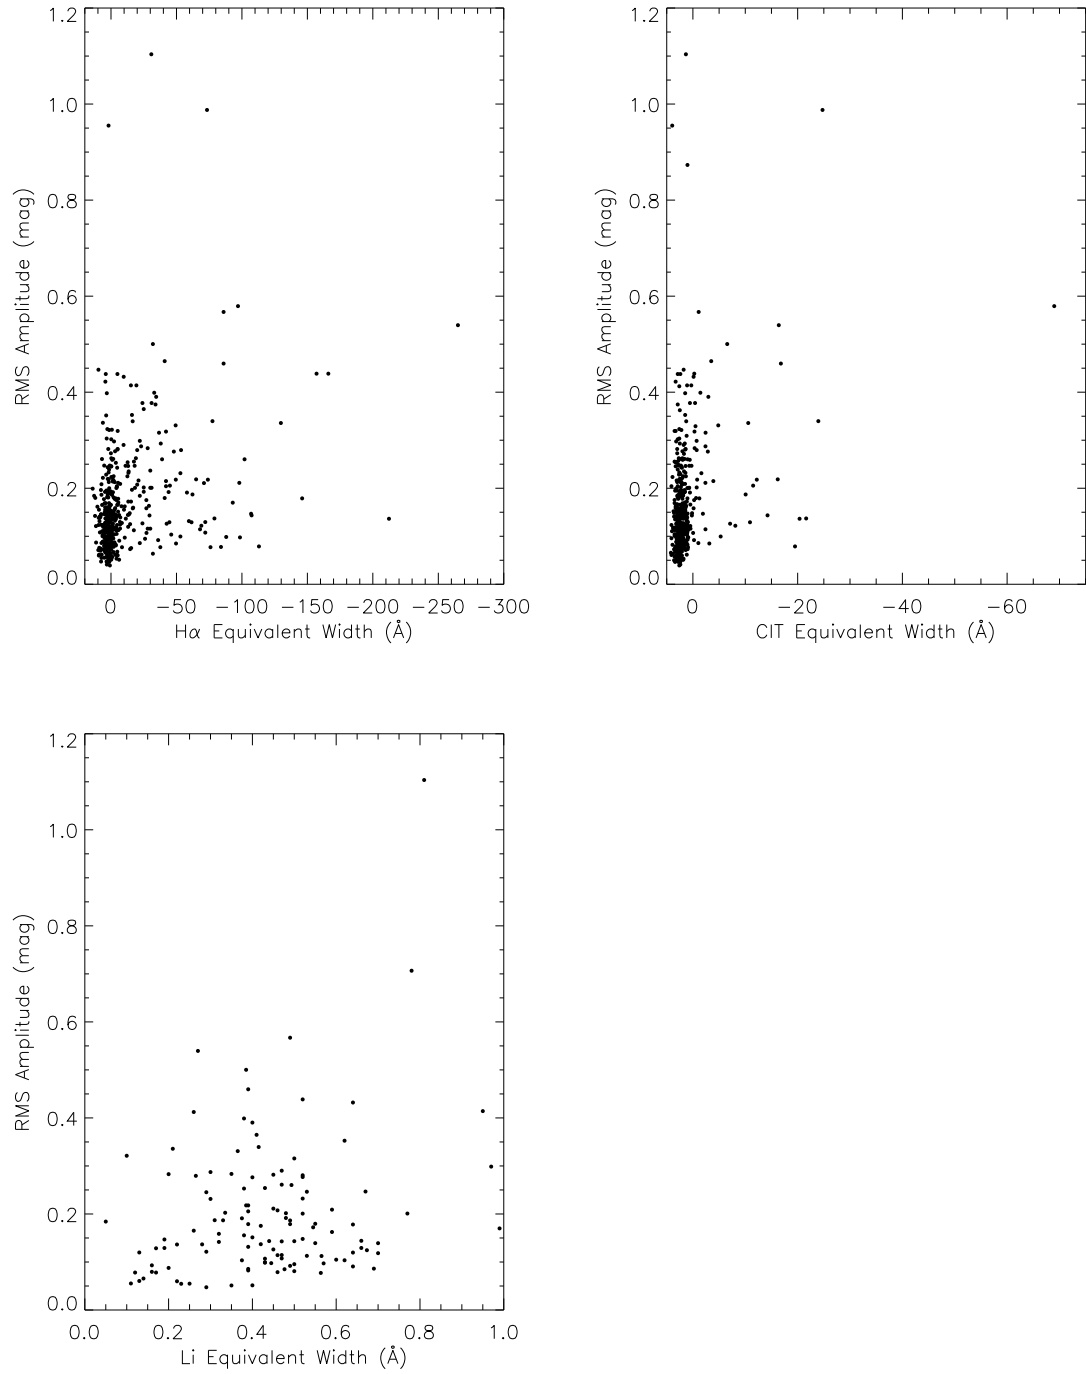 1.2
1.0
0.8
0.6
0.4
0.2
0.0
RMS Amplitude (mag)
0 −50 −100 −150 −200 −250 −300
Hα Equivalent Width (Å)
1.2
1.0
0.8
0.6
0.4
0.2
0.0
RMS Amplitude (mag)
0 −20 −40 −60
CIT Equivalent Width (Å)
1.2
1.0
0.8
0.6
0.4
0.2
0.0
RMS Amplitude (mag)
0.0 0.2 0.4 0.6 0.8 1.0
Li Equivalent Width (Å)